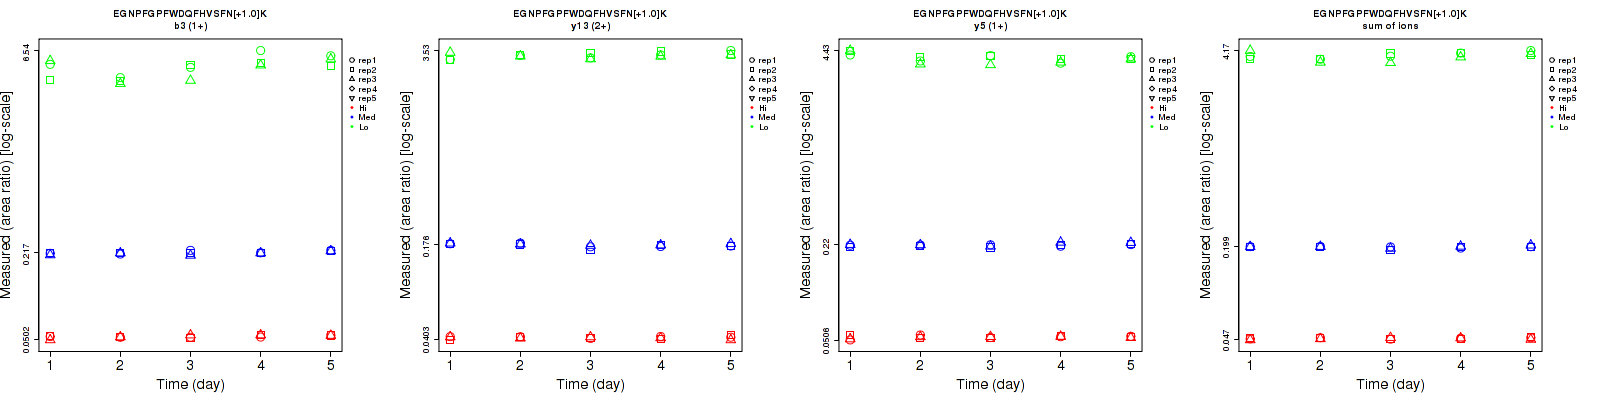 EGNPFGPFWDQFHVSFN[+1.0]K
b3 (1+)
Measured (area ratio) [log-scale]
6.54
0.217
0.0502
1 2 3 4 5
Time (day)
rep1
rep2
rep3
rep4
rep5
Hi
Med
Lo
EGNPFGPFWDQFHVSFN[+1.0]K
y13 (2+)
Measured (area ratio) [log-scale]
3.53
0.176
0.0403
1 2 3 4 5
Time (day)
rep1
rep2
rep3
rep4
rep5
Hi
Med
Lo
EGNPFGPFWDQFHVSFN[+1.0]K
y5 (1+)
Measured (area ratio) [log-scale]
4.43
0.22
0.0506
1 2 3 4 5
Time (day)
rep1
rep2
rep3
rep4
rep5
Hi
Med
Lo
EGNPFGPFWDQFHVSFN[+1.0]K
sum of ions
Measured (area ratio) [log-scale]
4.17
0.199
0.047
1 2 3 4 5
Time (day)
rep1
rep2
rep3
rep4
rep5
Hi
Med
Lo